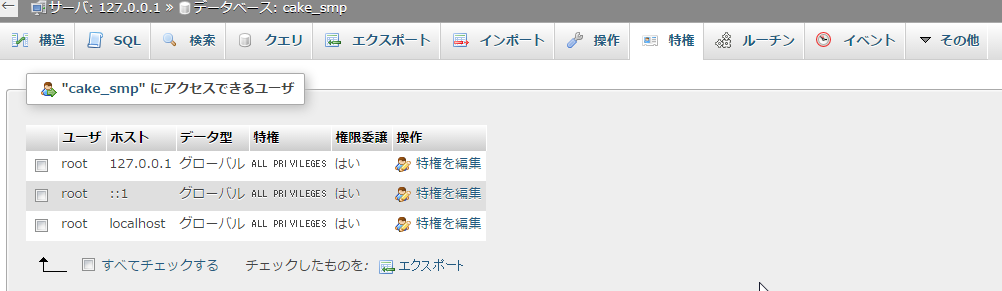 サーバ: 127.0.0.1 » データベース: cake_smp
構造 SQL 検索 クエリ エクスポート インポート 操作 特権 ルーチン イベント その他
"cake_smp" にアクセスできるユーザ
ユーザ ホスト データ型 特権 権限委譲 操作
root 127.0.0.1 グローバル ALL PRIVILEGES はい 特権を編集
root ::1 グローバル ALL PRIVILEGES はい 特権を編集
root localhost グローバル ALL PRIVILEGES はい 特権を編集
すべてチェックする チェックしたものを: エクスポート